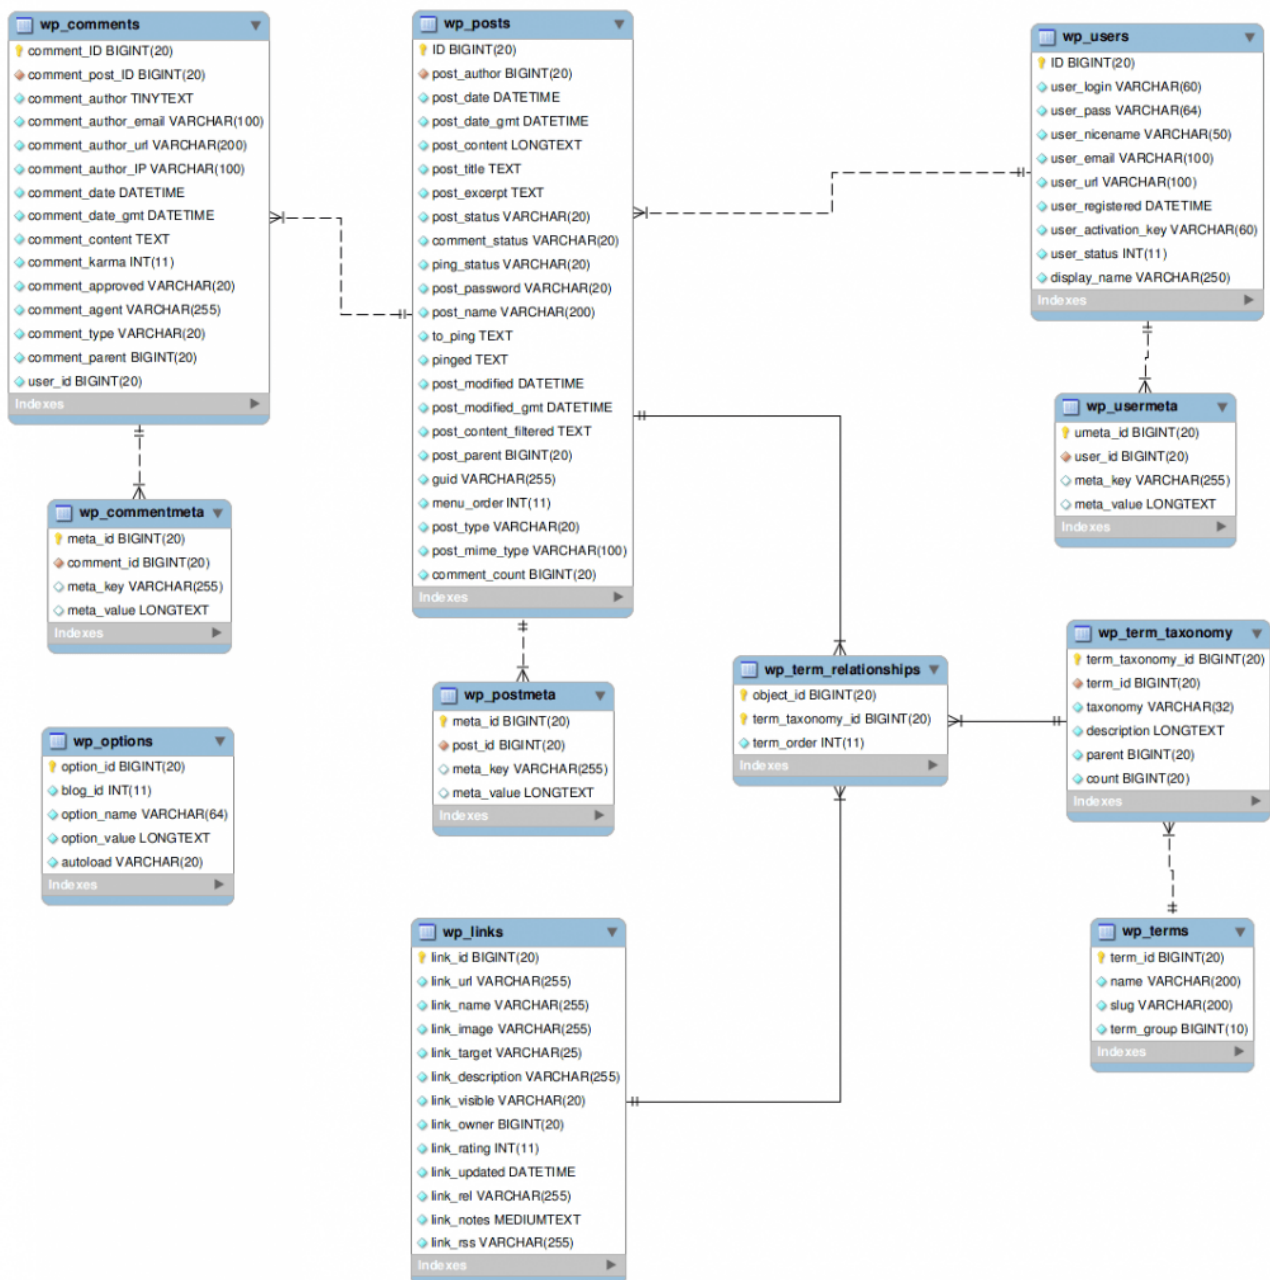 wp_comments
comment_ID BIGINT(20)
comment_post_ID BIGINT(20)
comment_author TINYTEXT
comment_author_email VARCHAR(100)
comment_author_url VARCHAR(200)
comment_author_IP VARCHAR(100)
comment_date DATETIME
comment_date_gmt DATETIME
comment_content TEXT
comment_karma INT(11)
comment_approved VARCHAR(20)
comment_agent VARCHAR(255)
comment_type VARCHAR(20)
comment_parent BIGINT(20)
user_id BIGINT(20)
Indexes
wp_posts
ID BIGINT(20)
post_author BIGINT(20)
post_date DATETIME
post_date_gmt DATETIME
post_content LONGTEXT
post_title TEXT
post_excerpt TEXT
post_status VARCHAR(20)
comment_status VARCHAR(20)
ping_status VARCHAR(20)
post_password VARCHAR(20)
post_name VARCHAR(200)
to_ping TEXT
pinged TEXT
post_modified DATETIME
post_modified_gmt DATETIME
post_content_filtered TEXT
post_parent BIGINT(20)
guid VARCHAR(255)
menu_order INT(11)
post_type VARCHAR(20)
post_mime_type VARCHAR(100)
comment_count BIGINT(20)
Indexes
wp_users
ID BIGINT(20)
user_login VARCHAR(60)
user_pass VARCHAR(64)
user_nicename VARCHAR(50)
user_email VARCHAR(100)
user_url VARCHAR(100)
user_registered DATETIME
user_activation_key VARCHAR(60)
user_status INT(11)
display_name VARCHAR(250)
Indexes
wp_usermeta
umeta_id BIGINT(20)
user_id BIGINT(20)
meta_key VARCHAR(255)
meta_value LONGTEXT
Indexes
wp_commentmeta
meta_id BIGINT(20)
comment_id BIGINT(20)
meta_key VARCHAR(255)
meta_value LONGTEXT
Indexes
wp_postmeta
meta_id BIGINT(20)
post_id BIGINT(20)
meta_key VARCHAR(255)
meta_value LONGTEXT
Indexes
wp_term_relationships
object_id BIGINT(20)
term_taxonomy_id BIGINT(20)
term_order INT(11)
Indexes
wp_term_taxonomy
term_taxonomy_id BIGINT(20)
term_id BIGINT(20)
taxonomy VARCHAR(32)
description LONGTEXT
parent BIGINT(20)
count BIGINT(20)
Indexes
wp_options
option_id BIGINT(20)
blog_id INT(11)
option_name VARCHAR(64)
option_value LONGTEXT
autoload VARCHAR(20)
Indexes
wp_links
link_id BIGINT(20)
link_url VARCHAR(255)
link_name VARCHAR(255)
link_image VARCHAR(255)
link_target VARCHAR(25)
link_description VARCHAR(255)
link_visible VARCHAR(20)
link_owner BIGINT(20)
link_rating INT(11)
link_updated DATETIME
link_rel VARCHAR(255)
link_notes MEDIUMTEXT
link_rss VARCHAR(255)
Indexes
wp_terms
term_id BIGINT(20)
name VARCHAR(200)
slug VARCHAR(200)
term_group BIGINT(10)
Indexes